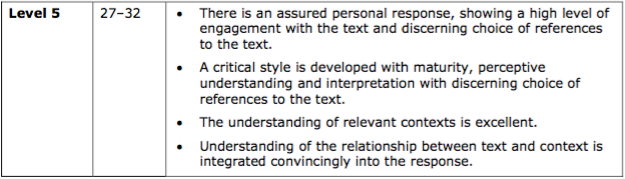 Level 5 27–32 • There is an assured personal response, showing a high level of
engagement with the text and discerning choice of references
to the text.
• A critical style is developed with maturity, perceptive
understanding and interpretation with discerning choice of
references to the text.
• The understanding of relevant contexts is excellent.
• Understanding of the relationship between text and context is
integrated convincingly into the response.